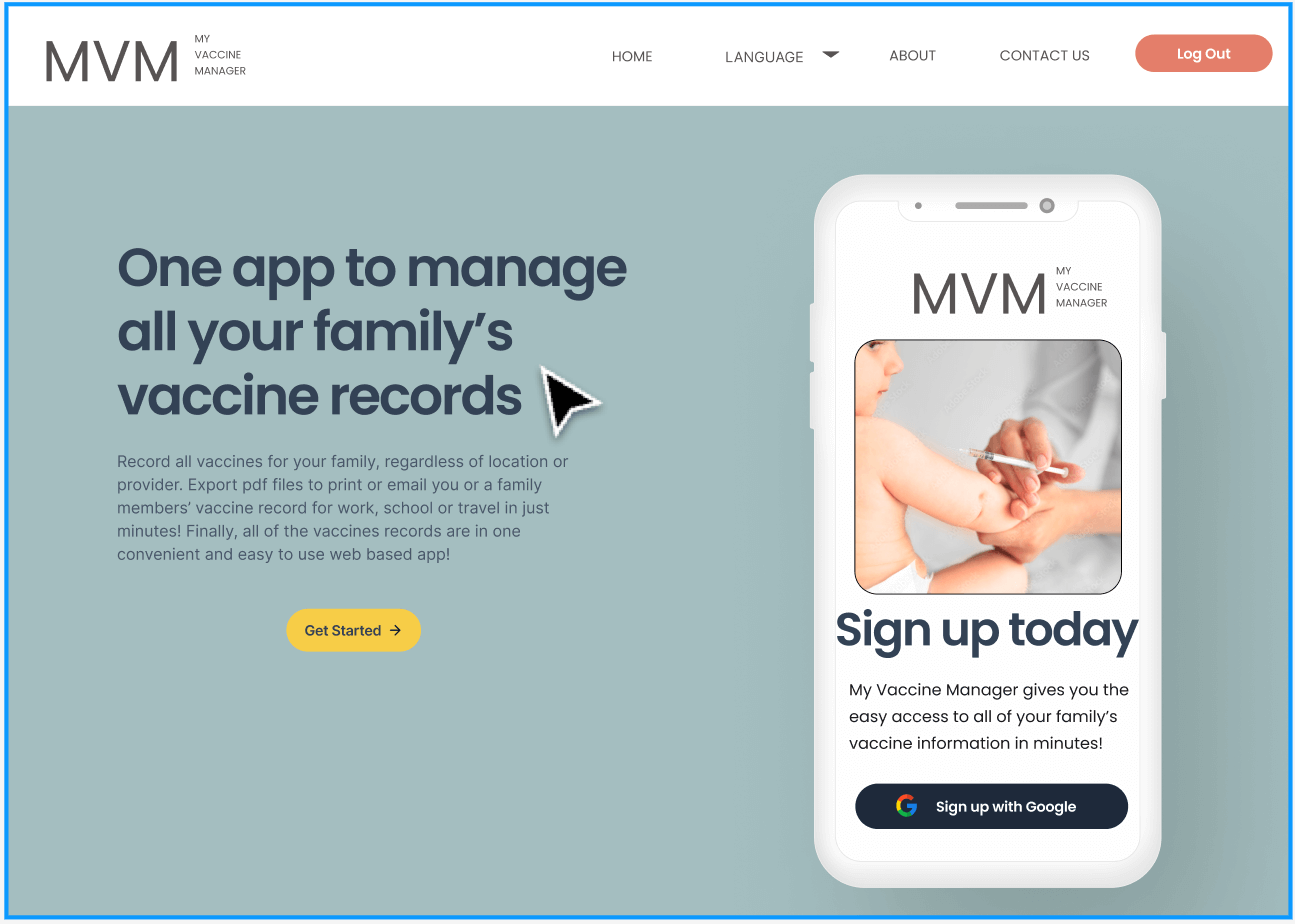 MVM
MY
VACCINE
MANAGER
HOME
LANGUAGE
ABOUT
CONTACT US
Log Out
One app to manage
all your family’s
vaccine records
Record all vaccines for your family, regardless of location or
provider. Export pdf files to print or email you or a family
members’ vaccine record for work, school or travel in just
minutes! Finally, all of the vaccines records are in one
convenient and easy to use web based app!
Get Started →
MVM
MY
VACCINE
MANAGER
Sign up today
My Vaccine Manager gives you the
easy access to all of your family’s
vaccine information in minutes!
Sign up with Google